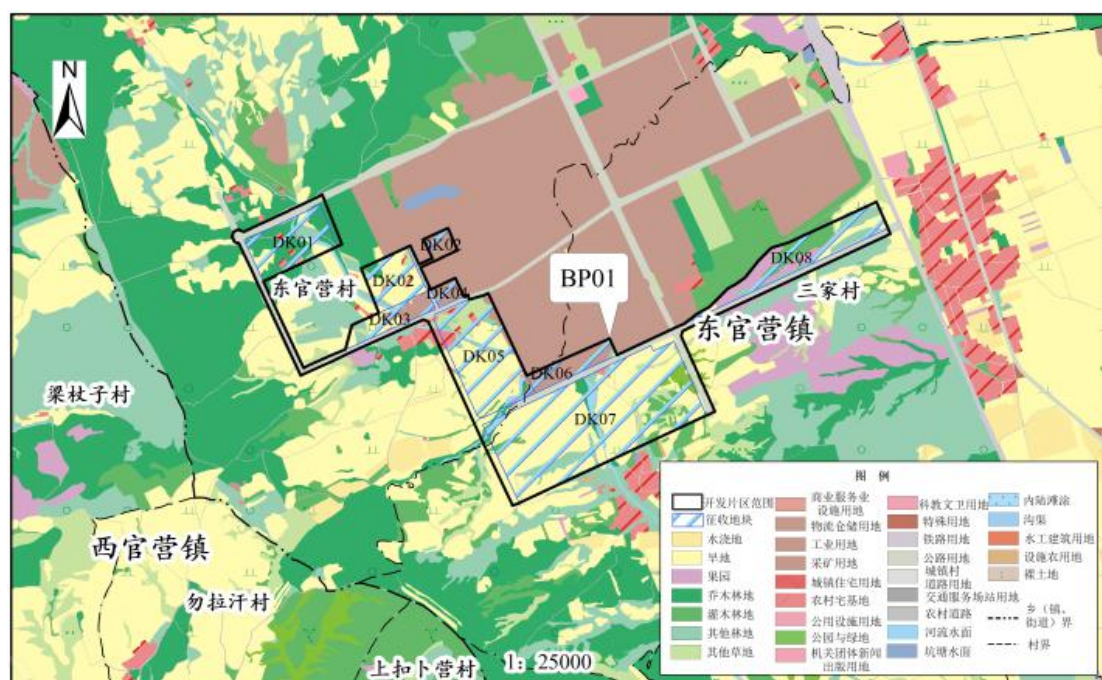 N
DK01
DK02
DK02
东官营村
DK04
DK03
BP01
DK08
三家村
东官营镇
DK05
DK06
DK07
梁杖子村
西官营镇
勿拉汗村
上扣卜营村
1：25000
图 例
开发片区范围
征收地块
水浇地
旱地
果园
乔木林地
灌木林地
其他林地
其他草地
商业服务业
设施用地
物流仓储用地
工业用地
采矿用地
城镇住宅用地
农村宅基地
公用设施用地
公园与绿地
机关团体新闻
出版用地
科教文卫用地
特殊用地
铁路用地
公路用地
城镇村
道路用地
交通服务场站用地
农村道路
河流水面
坑塘水面
内陆滩涂
沟渠
水工建筑用地
设施农用地
裸土地
乡（镇、
街道）界
村界